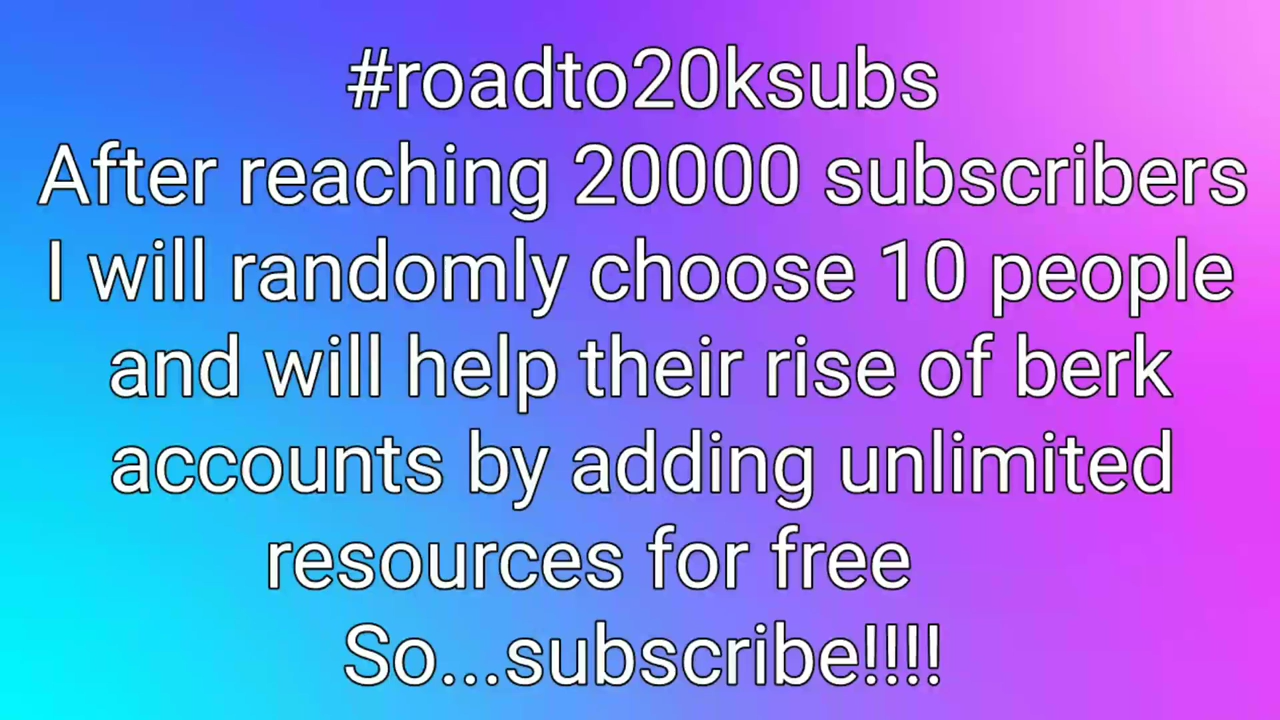 #roadto20ksubs
After reaching 20000 subscribers
I will randomly choose 10 people
and will help their rise of berk
accounts by adding unlimited
resources for free
So...subscribe!!!!